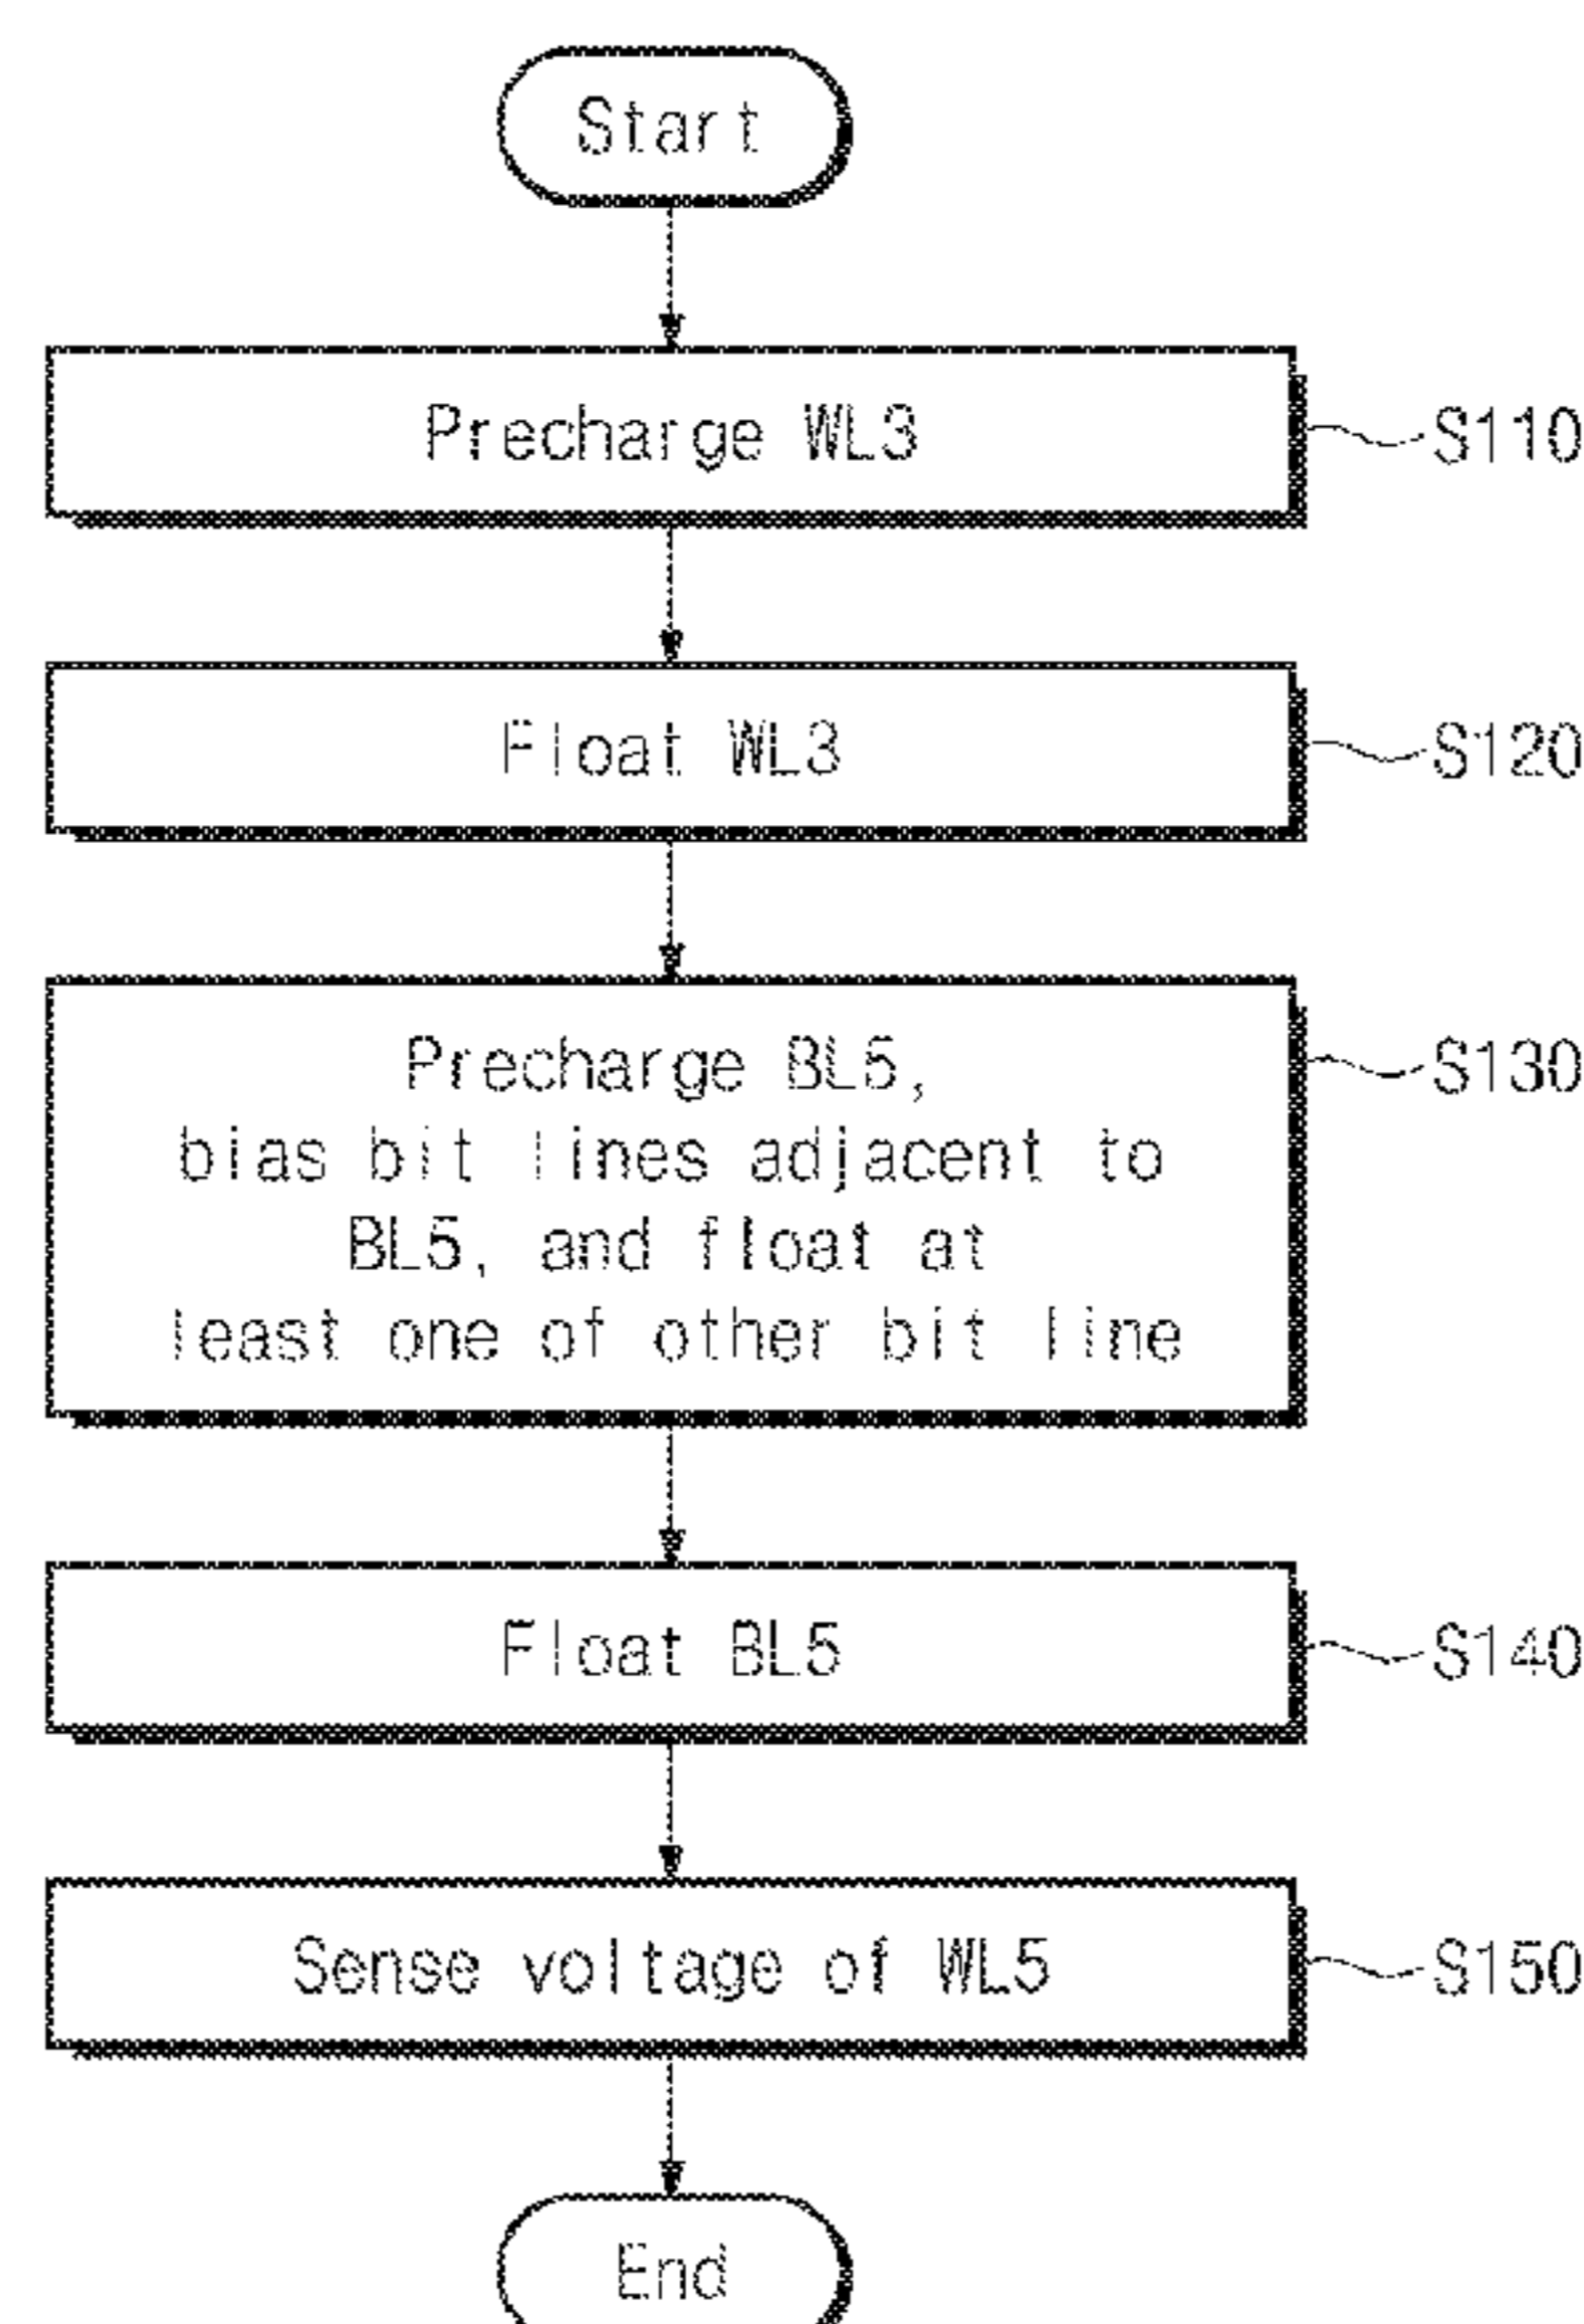 Start
Precharge WL3
S110
Float WL3
S120
Precharge BL5,
bias bit lines adjacent to
BL5, and float at
least one of other bit line
S130
Float BL5
S140
Sense voltage of WL5
S150
End